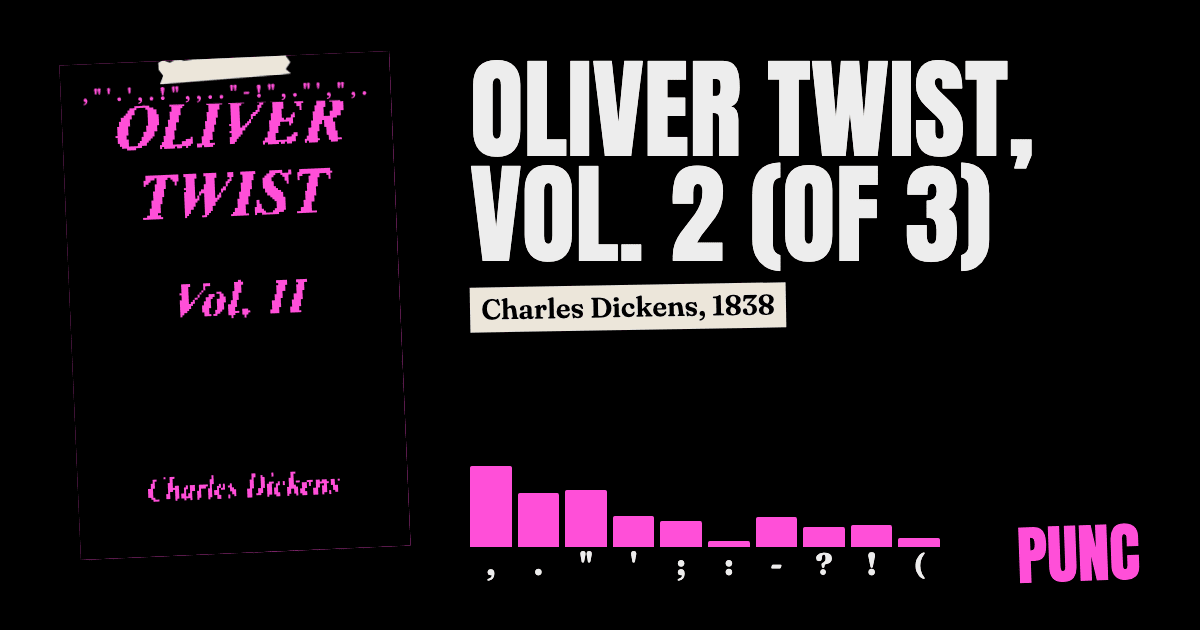 ,"'.',.!",,.."-!",."',",.
OLIVER
TWIST
Vol. II
Charles Dickens
OLIVER TWIST,
VOL. 2 (OF 3)
Charles Dickens, 1838
, . " ' ; : - ? ! (
PUNC